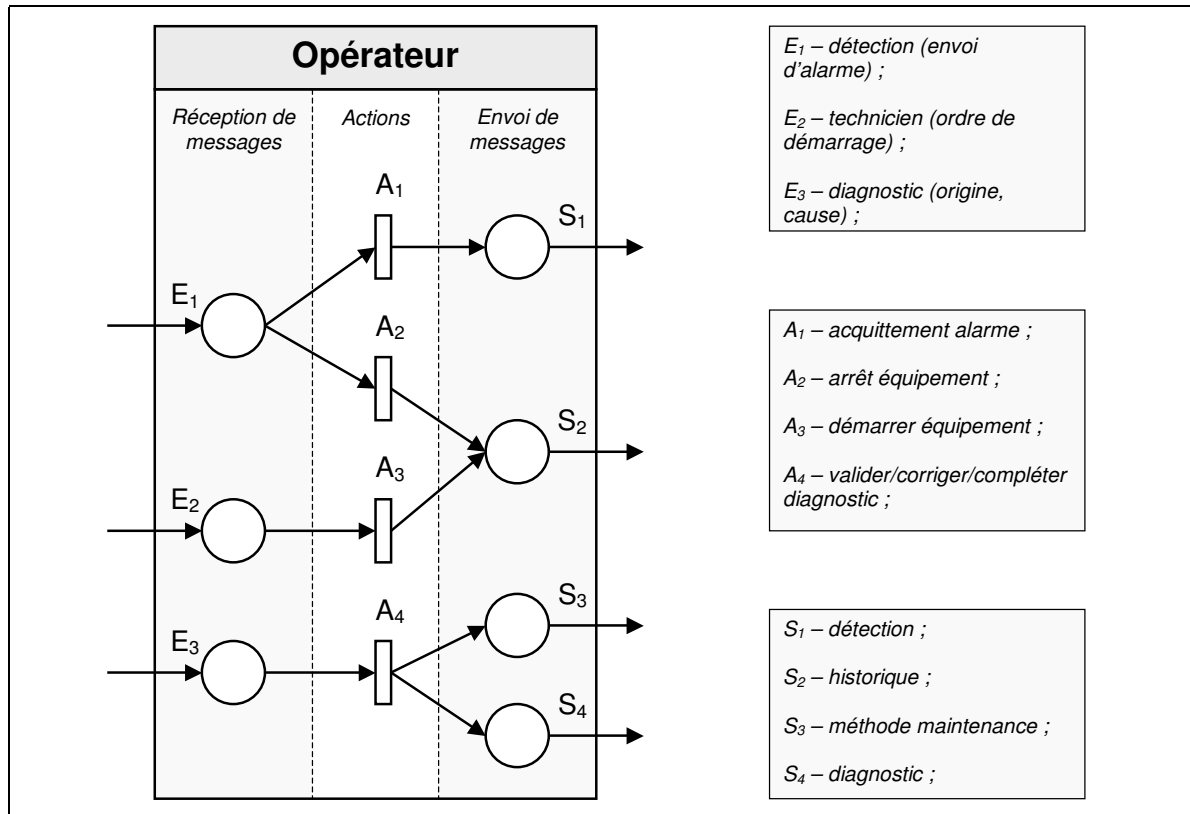 Opérateur
Réception de
messages
Actions
Envoi de
messages
A1
S1
E1
A2
S2
A3
E2
S3
A4
E3
S4
E1 – détection (envoi
d’alarme) ;
E2 – technicien (ordre de
démarrage) ;
E3 – diagnostic (origine,
cause) ;
A1 – acquittement alarme ;
A2 – arrêt équipement ;
A3 – démarrer équipement ;
A4 – valider/corriger/compléter
diagnostic ;
S1 – détection ;
S2 – historique ;
S3 – méthode maintenance ;
S4 – diagnostic ;